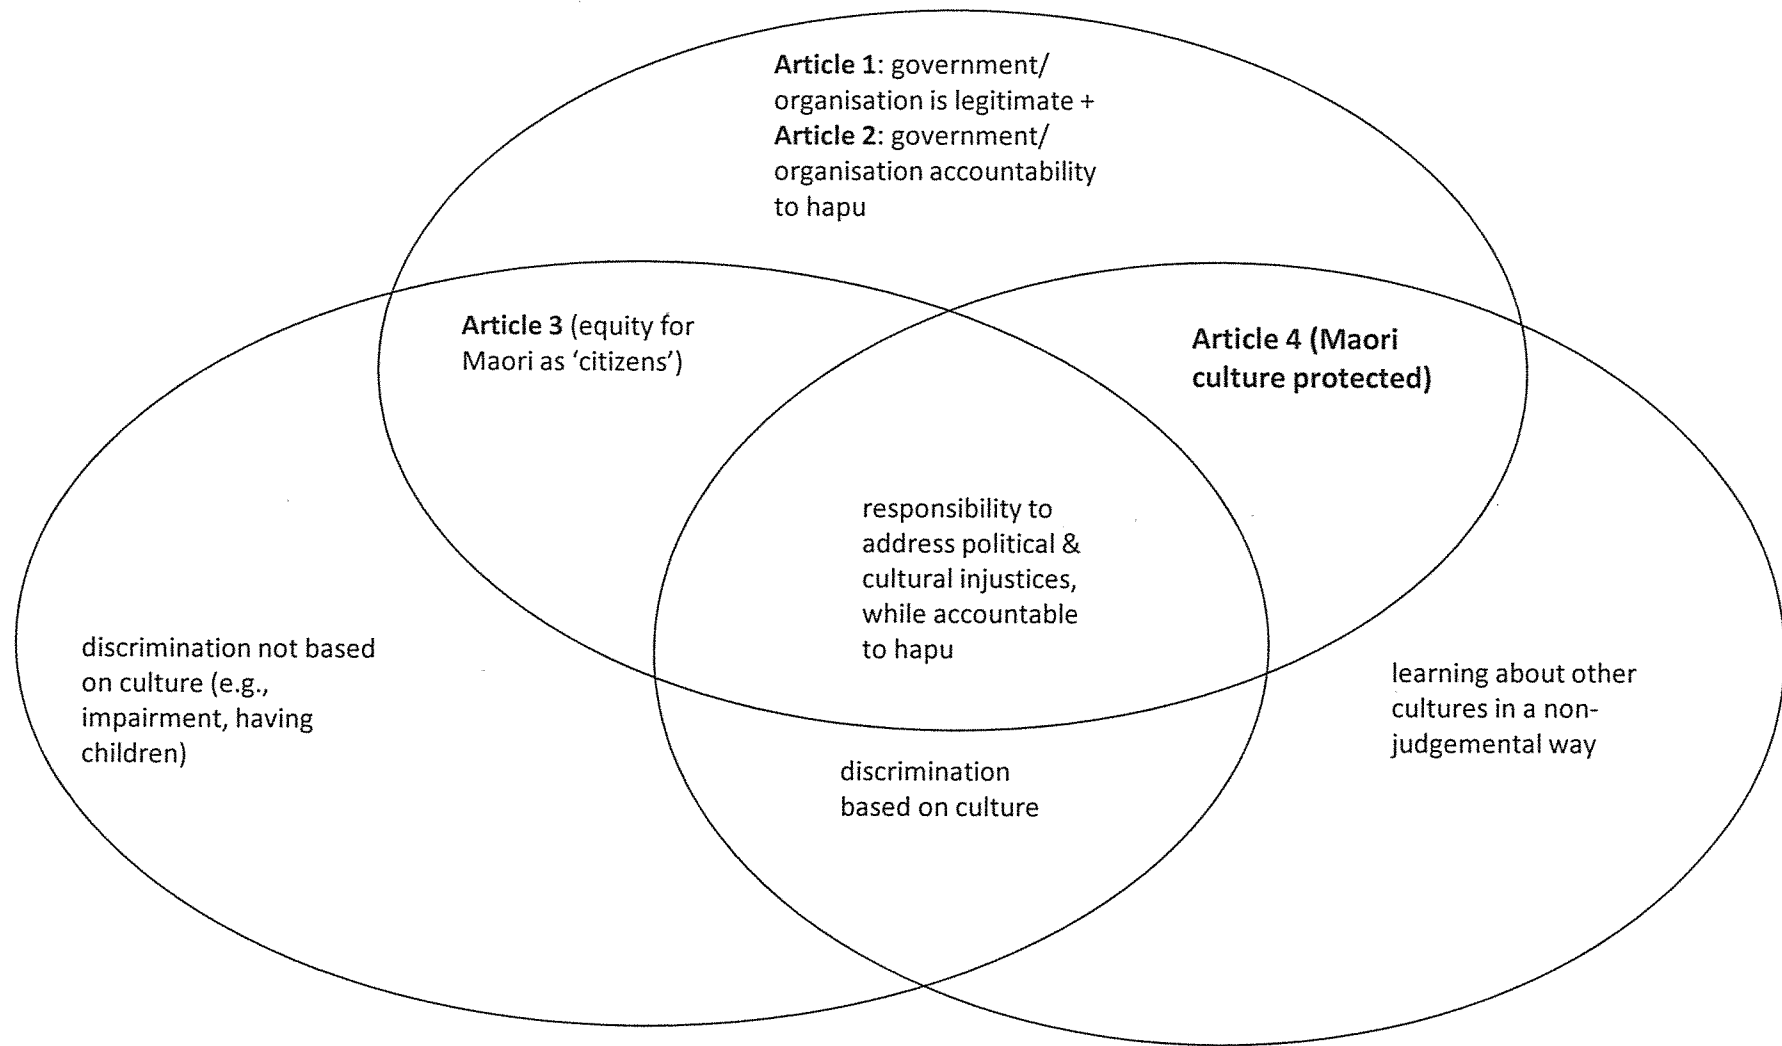 Article 1: government/
organisation is legitimate +
Article 2: government/
organisation accountability
to hapu
Article 3 (equity for
Maori as ‘citizens’)
Article 4 (Maori
culture protected)
responsibility to
address political &
cultural injustices,
while accountable
to hapu
discrimination not based
on culture (e.g.,
impairment, having
children)
learning about other
cultures in a non-
judgemental way
discrimination
based on culture